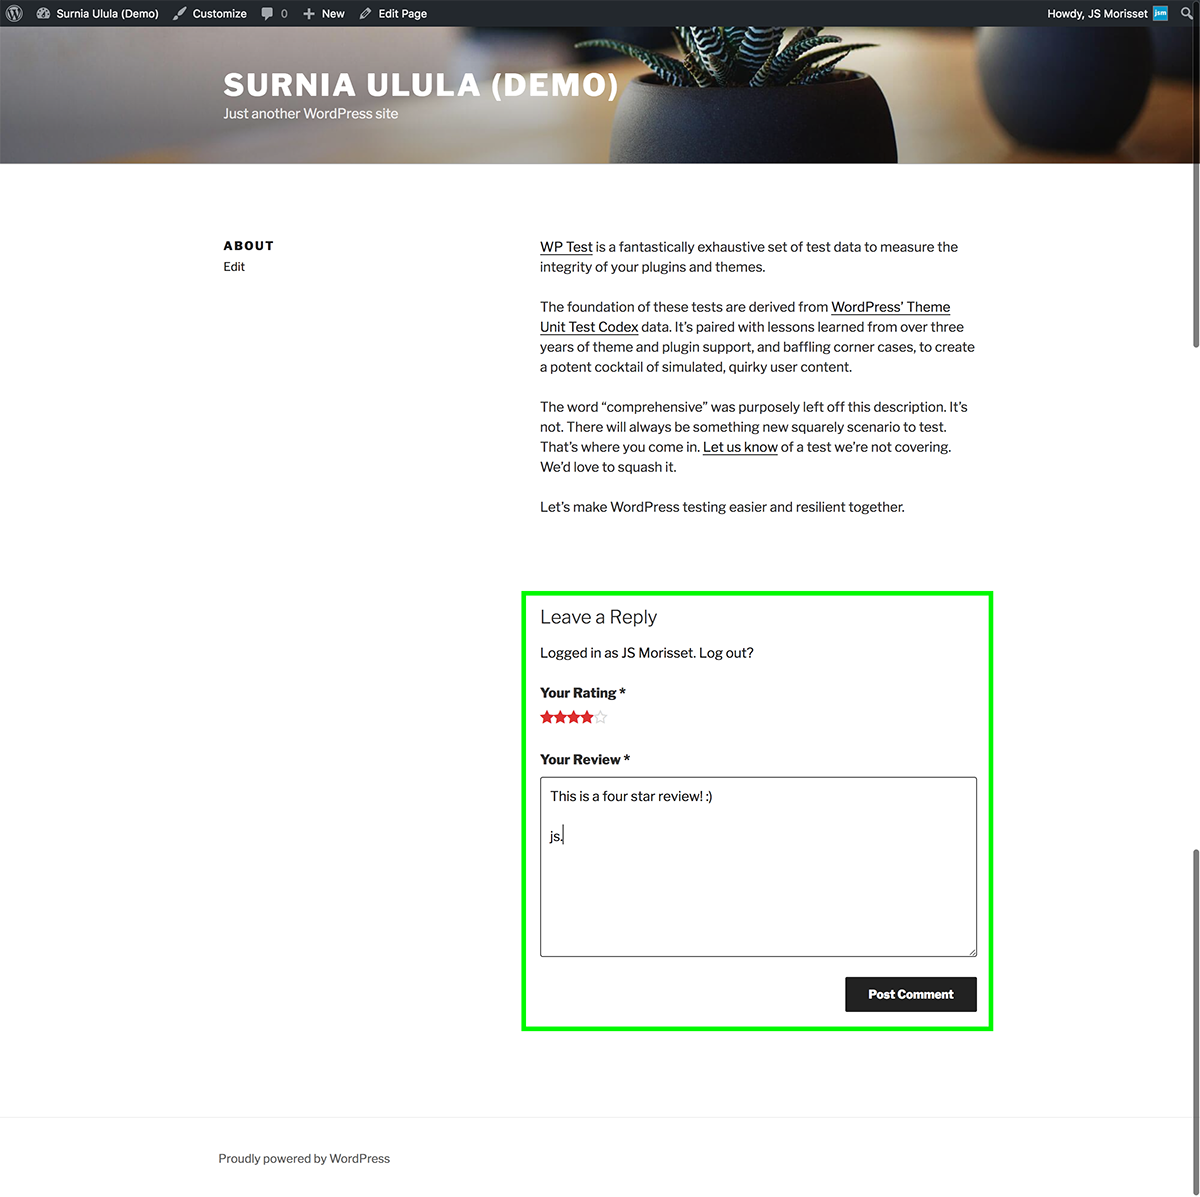 Surnia Ulula (Demo) Customize 0 New Edit Page Howdy, JS Morisset jsm
SURNIA ULULA (DEMO)
Just another WordPress site
ABOUT
Edit
WP Test is a fantastically exhaustive set of test data to measure the
integrity of your plugins and themes.
The foundation of these tests are derived from WordPress’ Theme
Unit Test Codex data. It’s paired with lessons learned from over three
years of theme and plugin support, and baffling corner cases, to create
a potent cocktail of simulated, quirky user content.
The word “comprehensive” was purposely left off this description. It’s
not. There will always be something new squarely scenario to test.
That’s where you come in. Let us know of a test we’re not covering.
We’d love to squash it.
Let’s make WordPress testing easier and resilient together.
Leave a Reply
Logged in as JS Morisset. Log out?
Your Rating *
Your Review *
This is a four star review! :)
js.
Post Comment
Proudly powered by WordPress